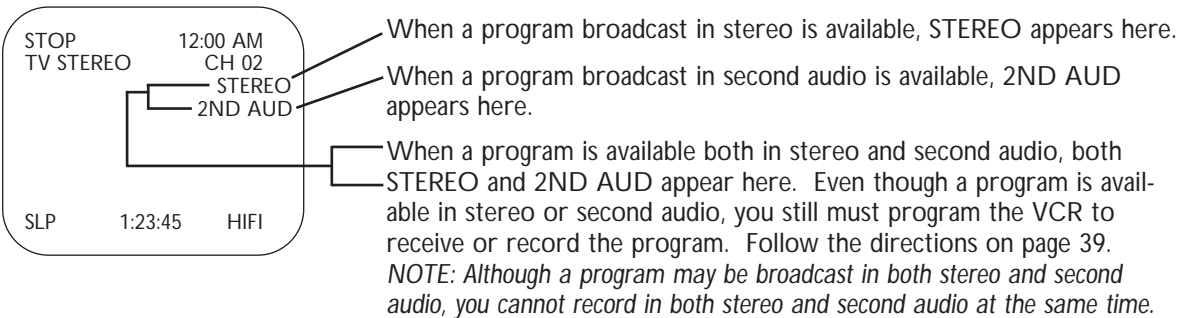 STOP 12:00 AM
TV STEREO CH 02
STEREO
2ND AUD
SLP 1:23:45 HIFI
When a program broadcast in stereo is available, STEREO appears here.
When a program broadcast in second audio is available, 2ND AUD
appears here.
When a program is available both in stereo and second audio, both
STEREO and 2ND AUD appear here. Even though a program is avail-
able in stereo or second audio, you still must program the VCR to
receive or record the program. Follow the directions on page 39.
NOTE: Although a program may be broadcast in both stereo and second
audio, you cannot record in both stereo and second audio at the same time.